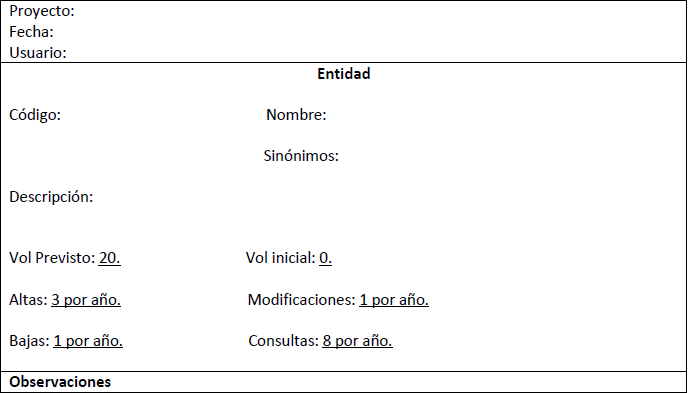 Proyecto:
Fecha:
Usuario:
Entidad
Código: Nombre:
Sinónimos:
Descripción:
Vol Previsto: 20. Vol inicial: 0.
Altas: 3 por año. Modificaciones: 1 por año.
Bajas: 1 por año. Consultas: 8 por año.
Observaciones